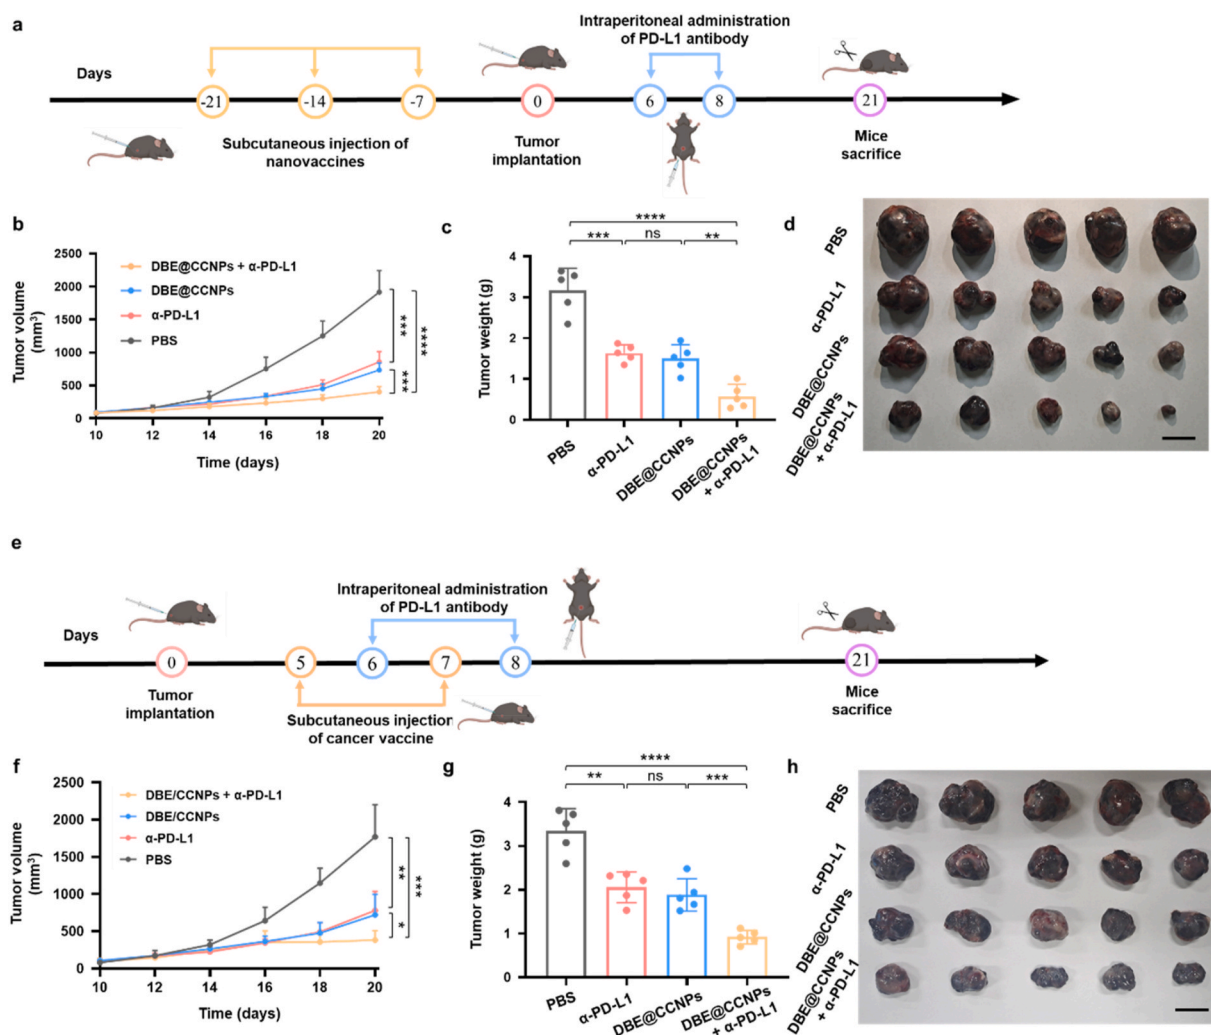 a
Intraperitoneal administration
of PD-L1 antibody
Days
-21
-14
-7
0
6
8
21
Subcutaneous injection of
nanovaccines
Tumor
implantation
Mice
sacrifice
b
Tumor volume
(mm³)
2500
2000
1500
1000
500
0
DBE@CCNPs + α-PD-L1
DBE@CCNPs
α-PD-L1
PBS
***
****
***
10
12
14
16
18
20
Time (days)
c
****
***
ns
**
Tumor weight (g)
4
3
2
1
0
PBS
α-PD-L1
DBE@CCNPs
DBE@CCNPs
+ α-PD-L1
d
PBS
α-PD-L1
DBE@CCNPs
DBE@CCNPs
+ α-PD-L1
e
Intraperitoneal administration
of PD-L1 antibody
Days
0
5
6
7
8
21
Tumor
implantation
Subcutaneous injection
of cancer vaccine
Mice
sacrifice
f
Tumor volume
(mm³)
2500
2000
1500
1000
500
0
DBE/CCNPs + α-PD-L1
DBE/CCNPs
α-PD-L1
PBS
**
***
*
10
12
14
16
18
20
Time (days)
g
****
**
ns
***
Tumor weight (g)
4
3
2
1
0
PBS
α-PD-L1
DBE@CCNPs
DBE@CCNPs
+ α-PD-L1
h
PBS
α-PD-L1
DBE@CCNPs
DBE@CCNPs
+ α-PD-L1